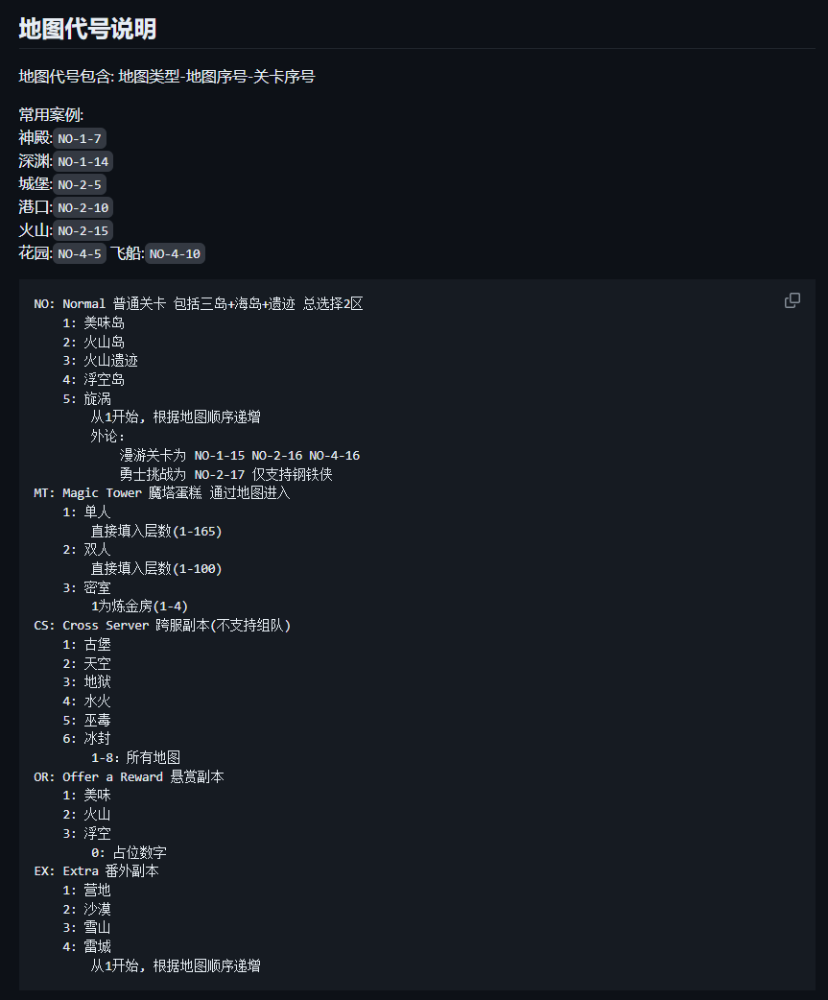 地图代号说明
地图代号包含: 地图类型-地图序号-关卡序号
常用案例:
神殿: NO-1-7
深渊: NO-1-14
城堡: NO-2-5
港口: NO-2-10
火山: NO-2-15
花园: NO-4-5 飞船: NO-4-10
NO: Normal 普通关卡 包括三岛+海岛+遗迹 总选择2区
1: 美味岛
2: 火山岛
3: 火山遗迹
4: 浮空岛
5: 旋涡
从1开始, 根据地图顺序递增
外论:
漫游关卡为 NO-1-15 NO-2-16 NO-4-16
勇士挑战为 NO-2-17 仅支持钢铁侠
MT: Magic Tower 魔塔蛋糕 通过地图进入
1: 单人
直接填入层数(1-165)
2: 双人
直接填入层数(1-100)
3: 密室
1为炼金房(1-4)
CS: Cross Server 跨服副本(不支持组队)
1: 古堡
2: 天空
3: 地狱
4: 水火
5: 巫毒
6: 冰封
1-8: 所有地图
OR: Offer a Reward 悬赏副本
1: 美味
2: 火山
3: 浮空
0: 占位数字
EX: Extra 番外副本
1: 营地
2: 沙漠
3: 雪山
4: 雷城
从1开始, 根据地图顺序递增